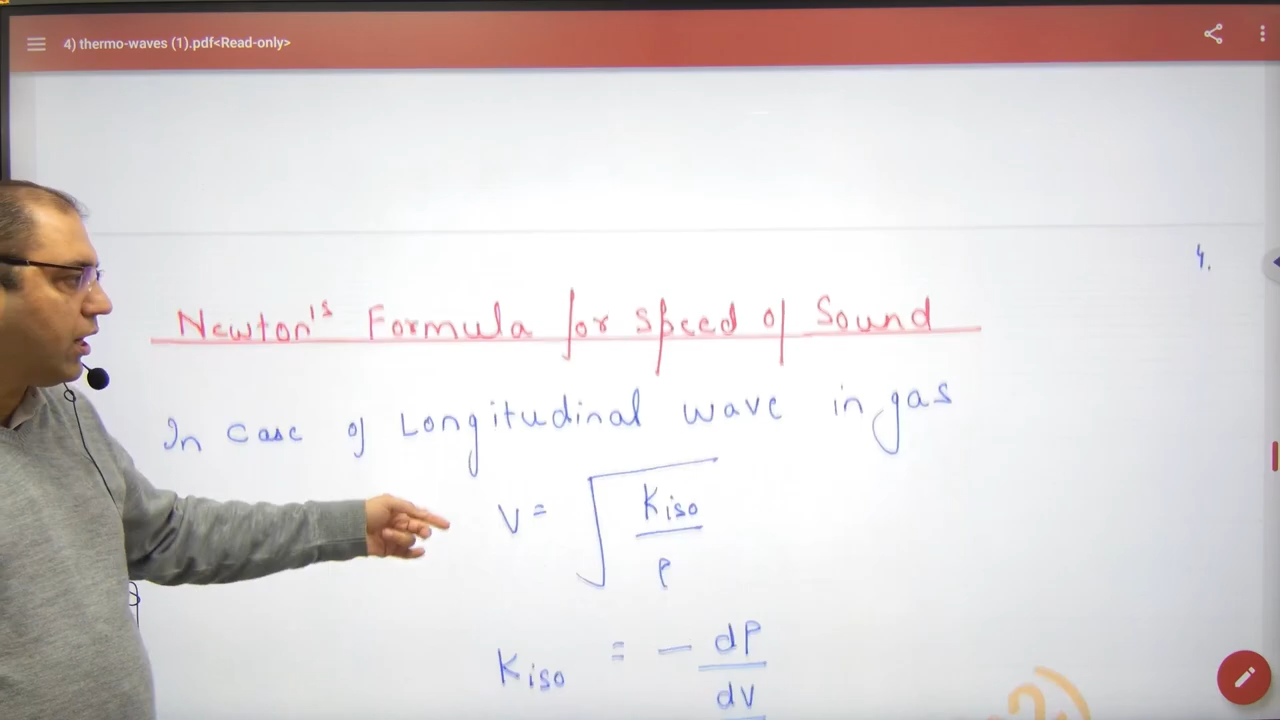 4) thermo-waves (1).pdf<Read-only>
4.
Newton's Formula for Speed of Sound
In case of Longitudinal wave in gas
V = √ Kiso
ρ
Kiso = - dP
dV